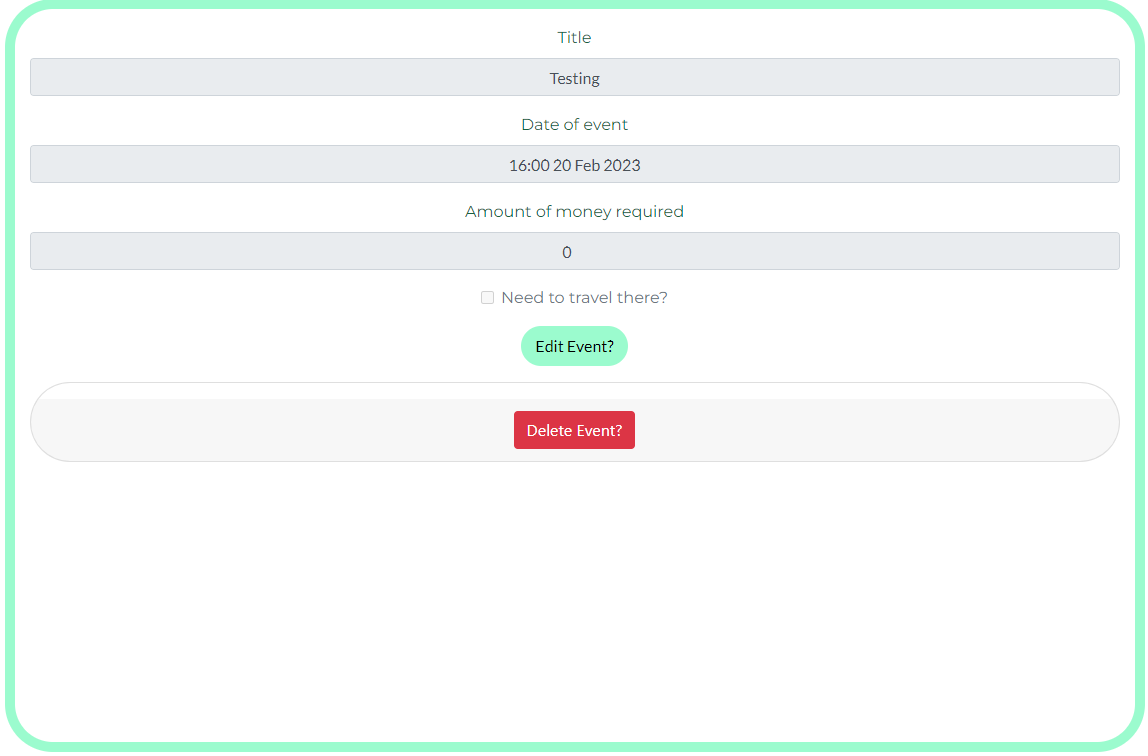 Title
Testing
Date of event
16:00 20 Feb 2023
Amount of money required
0
Need to travel there?
Edit Event?
Delete Event?